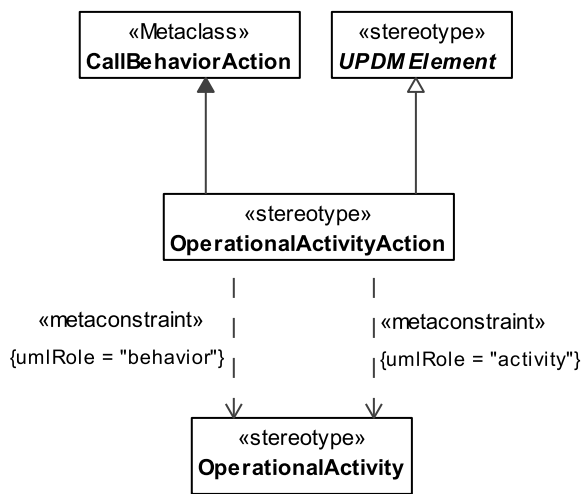 «Metaclass»
CallBehaviorAction
«stereotype»
UPDMElement
«stereotype»
OperationalActivityAction
«metaconstraint»
{umlRole = "behavior"}
«metaconstraint»
{umlRole = "activity"}
«stereotype»
OperationalActivity